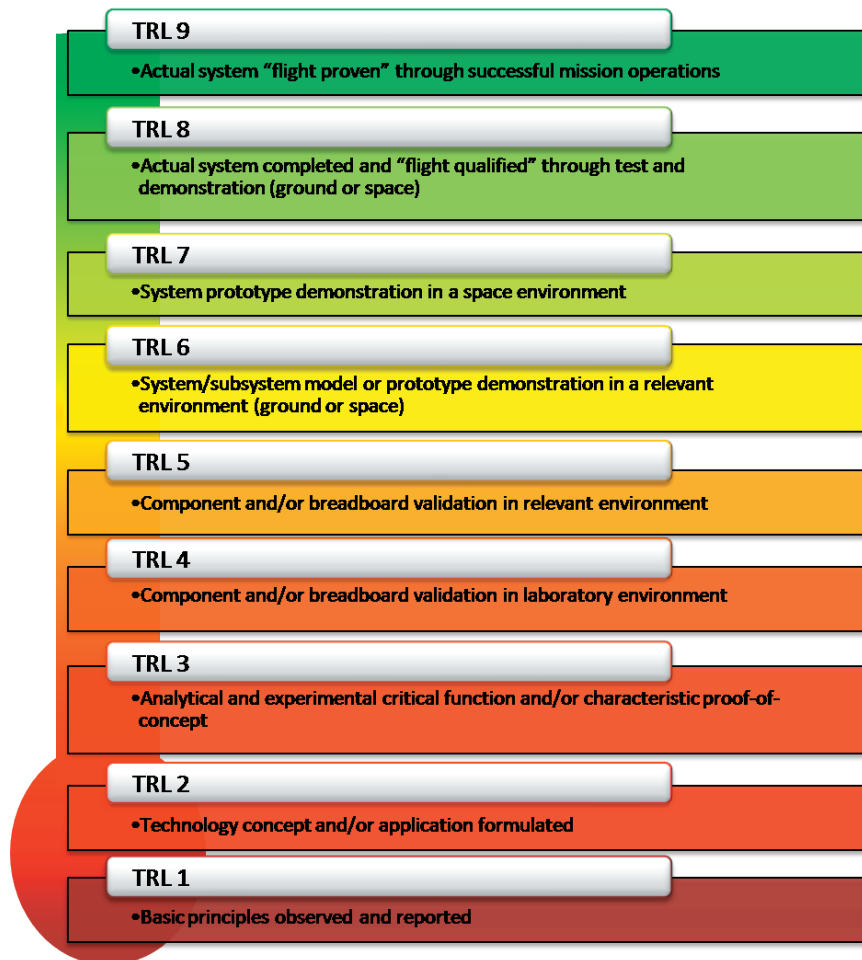 TRL 9
•Actual system “flight proven” through successful mission operations
TRL 8
•Actual system completed and “flight qualified” through test and
demonstration (ground or space)
TRL 7
•System prototype demonstration in a space environment
TRL 6
•System/subsystem model or prototype demonstration in a relevant
environment (ground or space)
TRL 5
•Component and/or breadboard validation in relevant environment
TRL 4
•Component and/or breadboard validation in laboratory environment
TRL 3
•Analytical and experimental critical function and/or characteristic proof-of-
concept
TRL 2
•Technology concept and/or application formulated
TRL 1
•Basic principles observed and reported